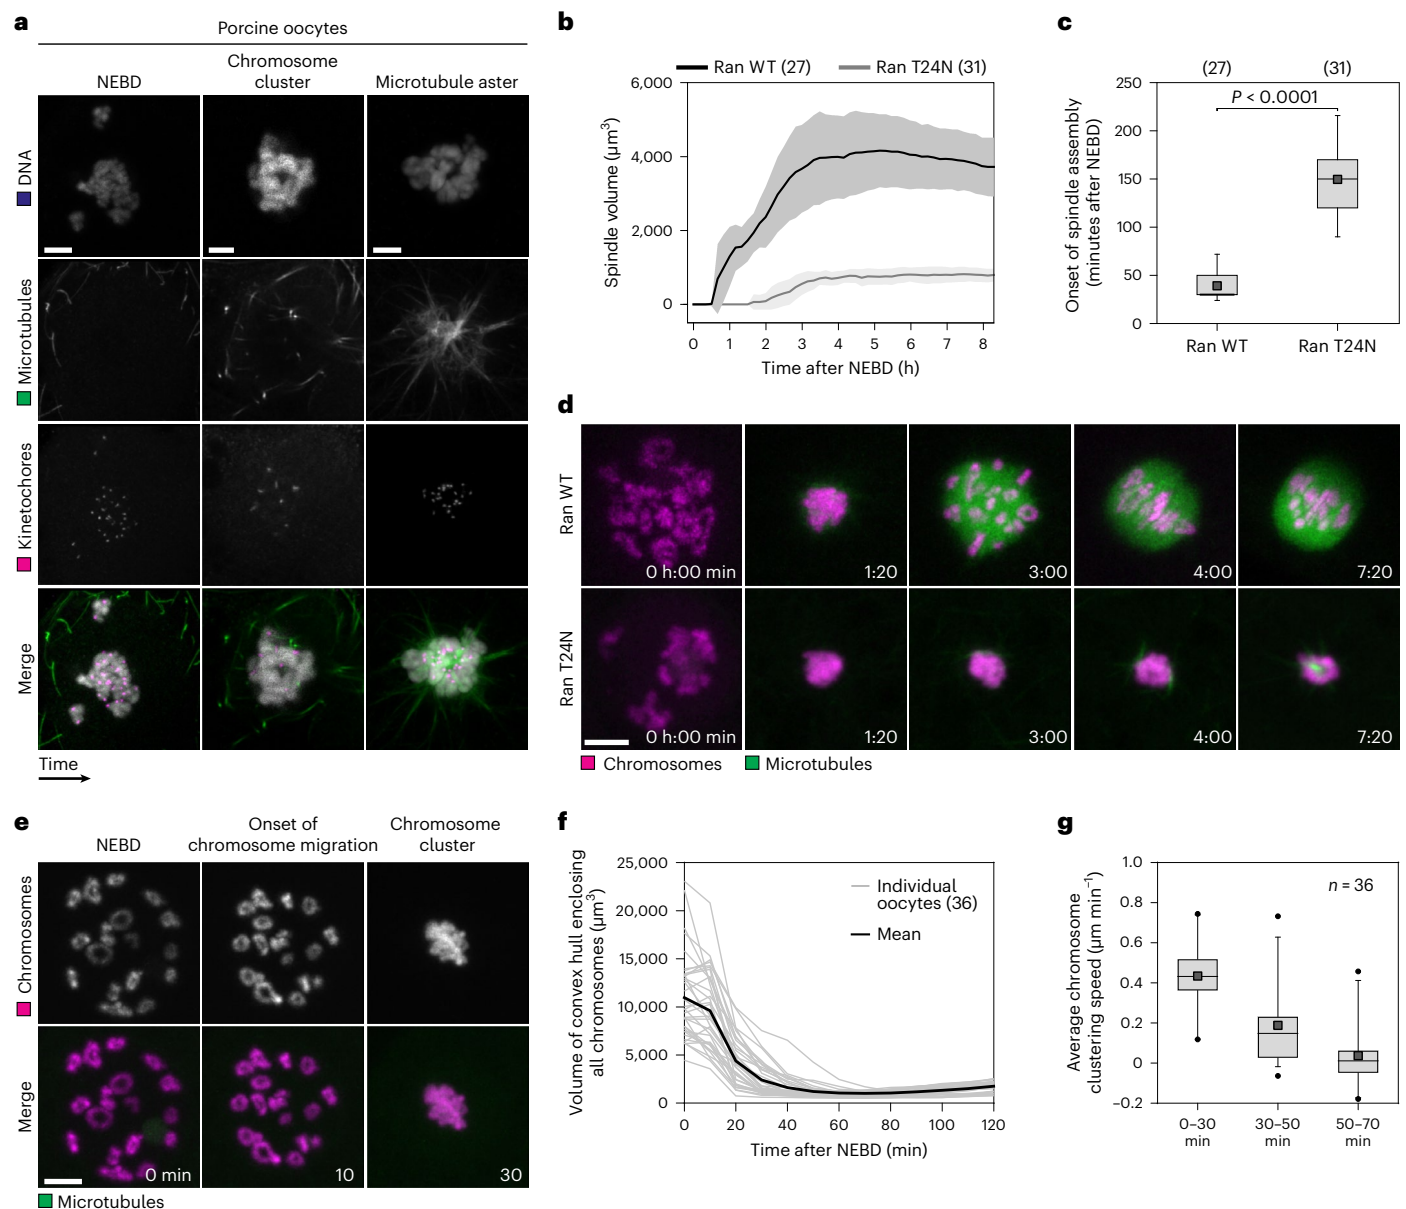 a
Porcine oocytes
NEBD
Chromosome
cluster
Microtubule aster
DNA
Microtubules
Kinetochores
Merge
Time
b
Ran WT (27)
Ran T24N (31)
Spindle volume (µm³)
6,000
4,000
2,000
0
0 1 2 3 4 5 6 7 8
Time after NEBD (h)
c
(27) (31)
P < 0.0001
Onset of spindle assembly
(minutes after NEBD)
250
200
150
100
50
0
Ran WT Ran T24N
d
Ran WT
0 h:00 min 1:20 3:00 4:00 7:20
Ran T24N
0 h:00 min 1:20 3:00 4:00 7:20
Chromosomes
Microtubules
e
NEBD
Onset of
chromosome migration
Chromosome
cluster
Chromosomes
Merge
0 min 10 30
Microtubules
f
Volume of convex hull enclosing
all chromosomes (µm³)
25,000
20,000
15,000
10,000
5,000
0
Individual
oocytes (36)
Mean
0 20 40 60 80 100 120
Time after NEBD (min)
g
n = 36
Average chromosome
clustering speed (µm min⁻¹)
1.0
0.8
0.6
0.4
0.2
0
–0.2
0–30
min
30–50
min
50–70
min